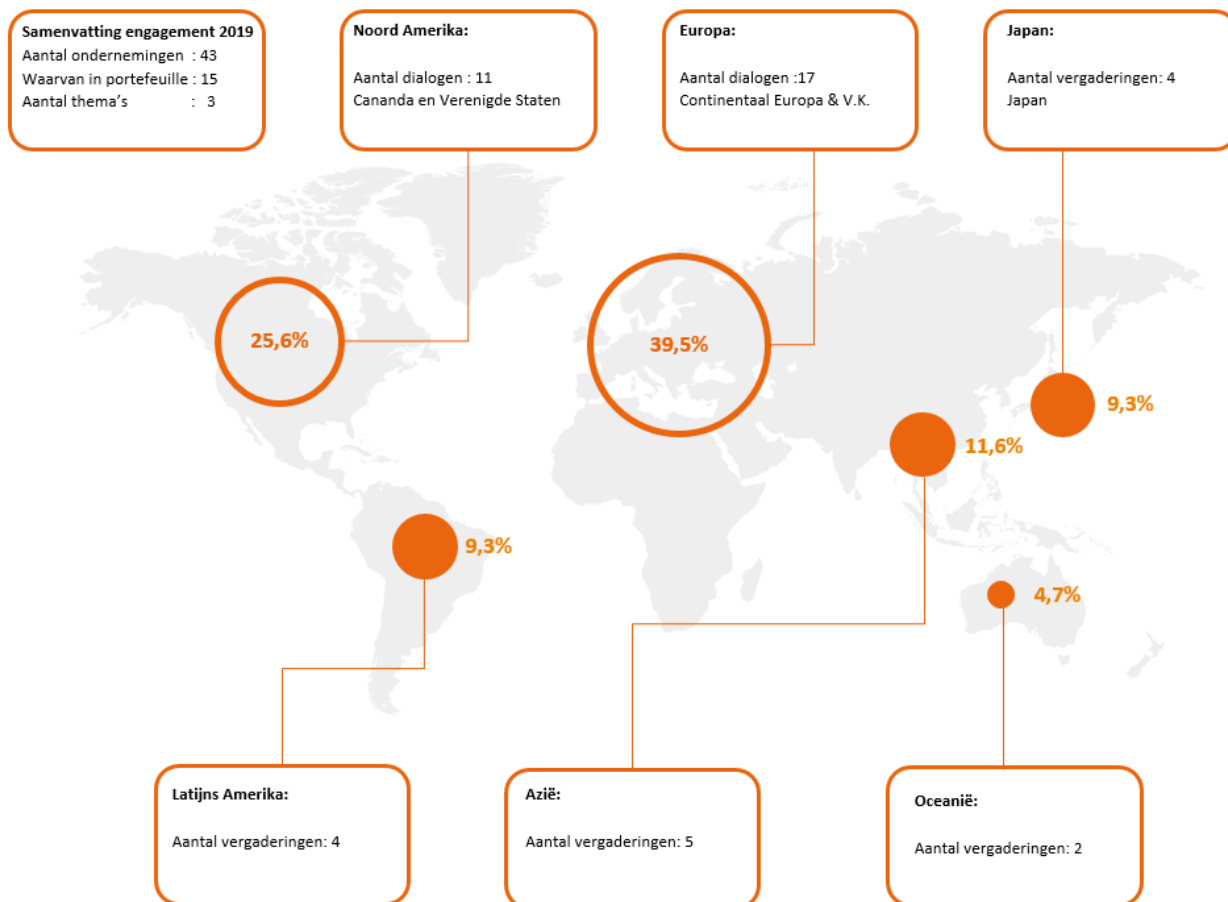 Samenvatting engagement 2019
Aantal ondernemingen : 43
Waarvan in portefeuille : 15
Aantal thema's : 3
Noord Amerika:
Aantal dialogen : 11
Cananda en Verenigde Staten
Europa:
Aantal dialogen :17
Continentaal Europa & V.K.
Japan:
Aantal vergaderingen: 4
Japan
25,6%
39,5%
9,3%
11,6%
9,3%
4,7%
Latijns Amerika:
Aantal vergaderingen: 4
Azië:
Aantal vergaderingen: 5
Oceanië:
Aantal vergaderingen: 2